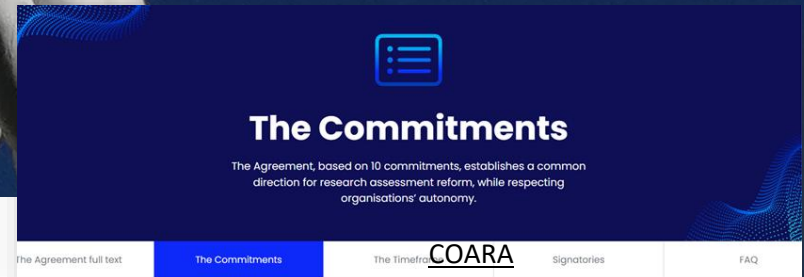 The Commitments
The Agreement, based on 10 commitments, establishes a common
direction for research assessment reform, while respecting
organisations' autonomy.
The Agreement full text The Commitments The Timeframe COARA Signatories FAQ